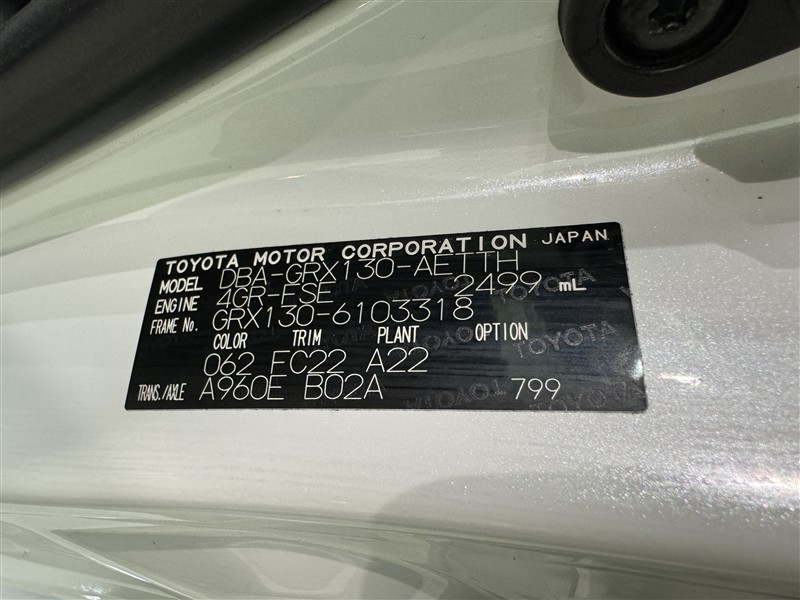 TOYOTA MOTOR CORPORATION JAPAN
MODEL DBA-GRX130-AETTH
ENGINE 4GR-FSE 2499 mL
FRAME No. GRX130-6103318
COLOR TRIM PLANT OPTION
062 FC22 A22
TRANS./AXLE A960E B02A 799